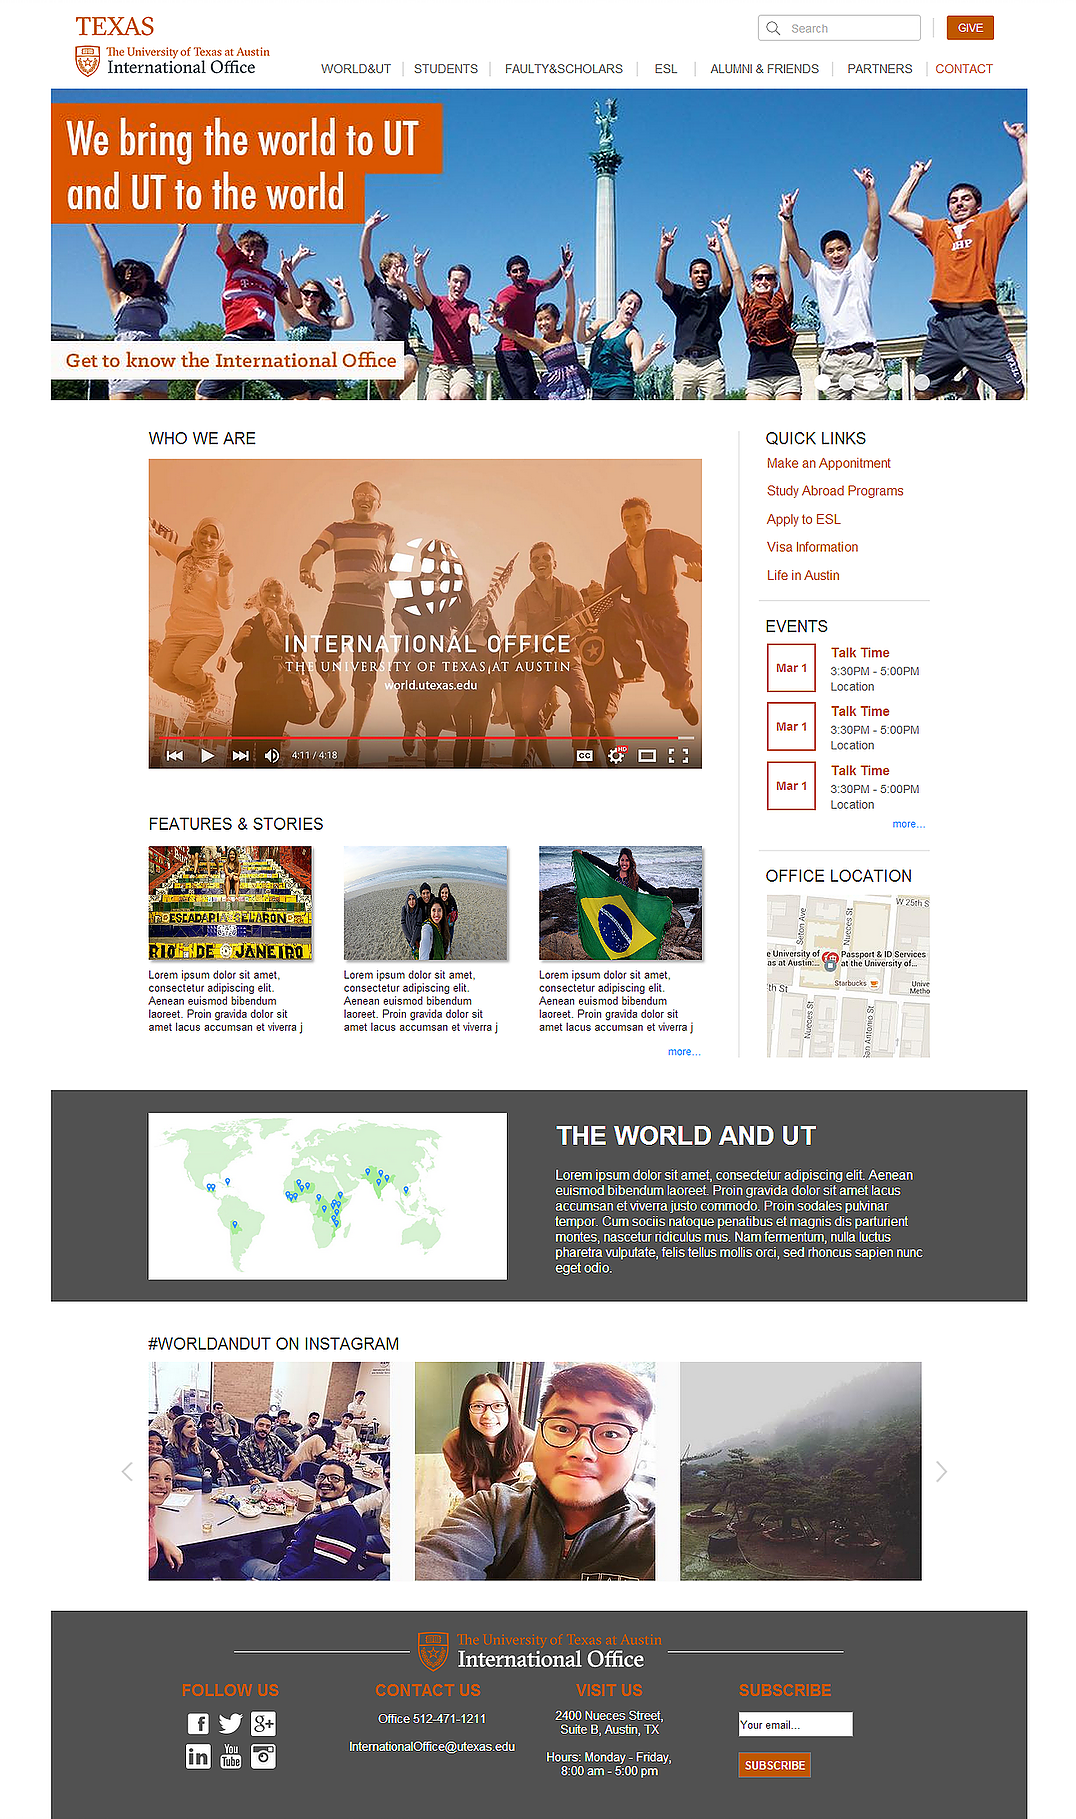 TEXAS
The University of Texas at Austin
International Office
Search
GIVE
WORLD&UT
STUDENTS
FAULTY&SCHOLARS
ESL
ALUMNI & FRIENDS
PARTNERS
CONTACT
We bring the world to UT
and UT to the world
Get to know the International Office
WHO WE ARE
INTERNATIONAL OFFICE
THE UNIVERSITY OF TEXAS AT AUSTIN
world.utexas.edu
4:11 / 4:18
CC
HD
FEATURES & STORIES
ESCADARIA SELARON
RIO DE JANEIRO
Lorem ipsum dolor sit amet,
consectetur adipiscing elit.
Aenean euismod bibendum
laoreet. Proin gravida dolor sit
amet lacus accumsan et viverra j
Lorem ipsum dolor sit amet,
consectetur adipiscing elit.
Aenean euismod bibendum
laoreet. Proin gravida dolor sit
amet lacus accumsan et viverra j
Lorem ipsum dolor sit amet,
consectetur adipiscing elit.
Aenean euismod bibendum
laoreet. Proin gravida dolor sit
amet lacus accumsan et viverra j
more...
QUICK LINKS
Make an Apponitment
Study Abroad Programs
Apply to ESL
Visa Information
Life in Austin
EVENTS
Mar 1
Talk Time
3:30PM - 5:00PM
Location
Mar 1
Talk Time
3:30PM - 5:00PM
Location
Mar 1
Talk Time
3:30PM - 5:00PM
Location
more...
OFFICE LOCATION
W 25th S
Seton Ave
Nueces St
e University of
as at Austin:...
Passport & ID Services
at the University of...
Starbucks
th St
Unive
Metho
Nueces St
San Antonio St
THE WORLD AND UT
Lorem ipsum dolor sit amet, consectetur adipiscing elit. Aenean
euismod bibendum laoreet. Proin gravida dolor sit amet lacus
accumsan et viverra justo commodo. Proin sodales pulvinar
tempor. Cum sociis natoque penatibus et magnis dis parturient
montes, nascetur ridiculus mus. Nam fermentum, nulla luctus
pharetra vulputate, felis tellus mollis orci, sed rhoncus sapien nunc
eget odio.
#WORLDANDUT ON INSTAGRAM
The University of Texas at Austin
International Office
FOLLOW US
You
Tube
CONTACT US
Office 512-471-1211
InternationalOffice@utexas.edu
VISIT US
2400 Nueces Street,
Suite B, Austin, TX
Hours: Monday - Friday,
8:00 am - 5:00 pm
SUBSCRIBE
Your email...
SUBSCRIBE